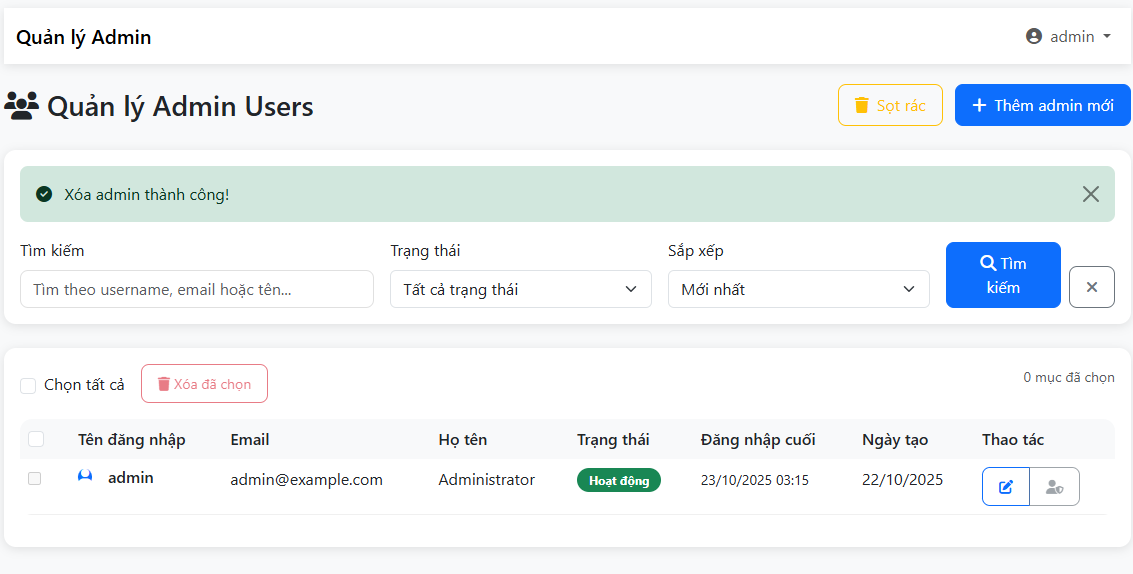 Quản lý Admin
admin
Quản lý Admin Users
Sọt rác
Thêm admin mới
Xóa admin thành công!
Tìm kiếm
Trạng thái
Sắp xếp
Tìm theo username, email hoặc tên...
Tất cả trạng thái
Mới nhất
Tìm
kiếm
Chọn tất cả
Xóa đã chọn
0 mục đã chọn
Tên đăng nhập Email Họ tên Trạng thái Đăng nhập cuối Ngày tạo Thao tác
admin admin@example.com Administrator Hoạt động 23/10/2025 03:15 22/10/2025